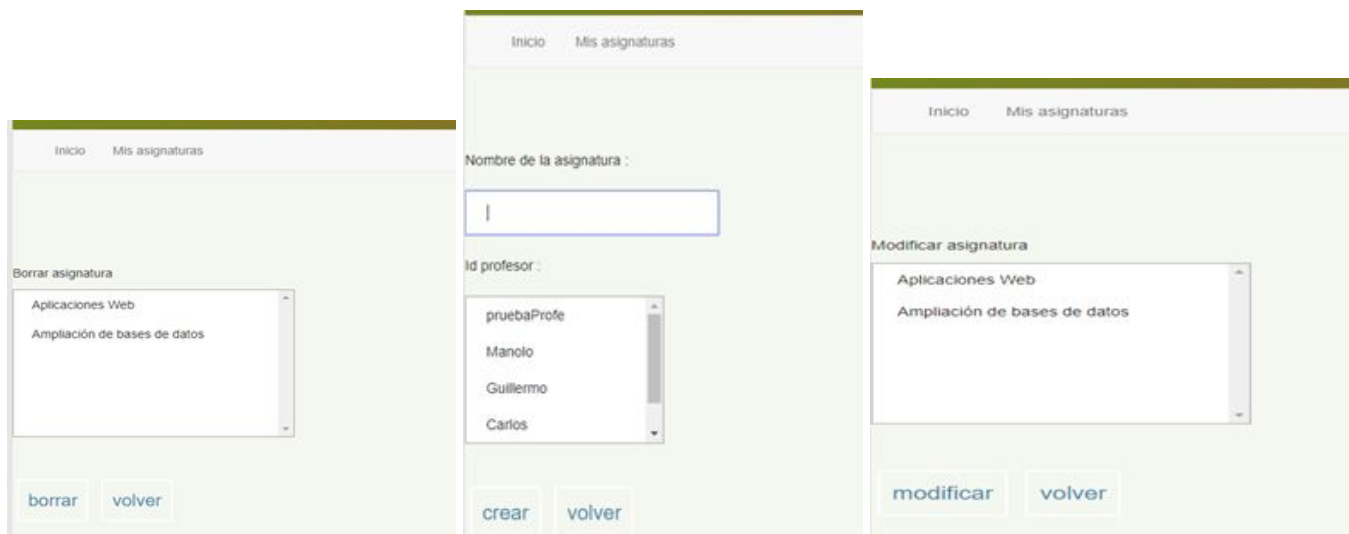 Inicio Mis asignaturas
Borrar asignatura
Aplicaciones Web
Ampliación de bases de datos
borrar volver
Inicio Mis asignaturas
Nombre de la asignatura :
Id profesor :
pruebaProfe
Manolo
Guillermo
Carlos
crear volver
Inicio Mis asignaturas
Modificar asignatura
Aplicaciones Web
Ampliación de bases de datos
modificar volver